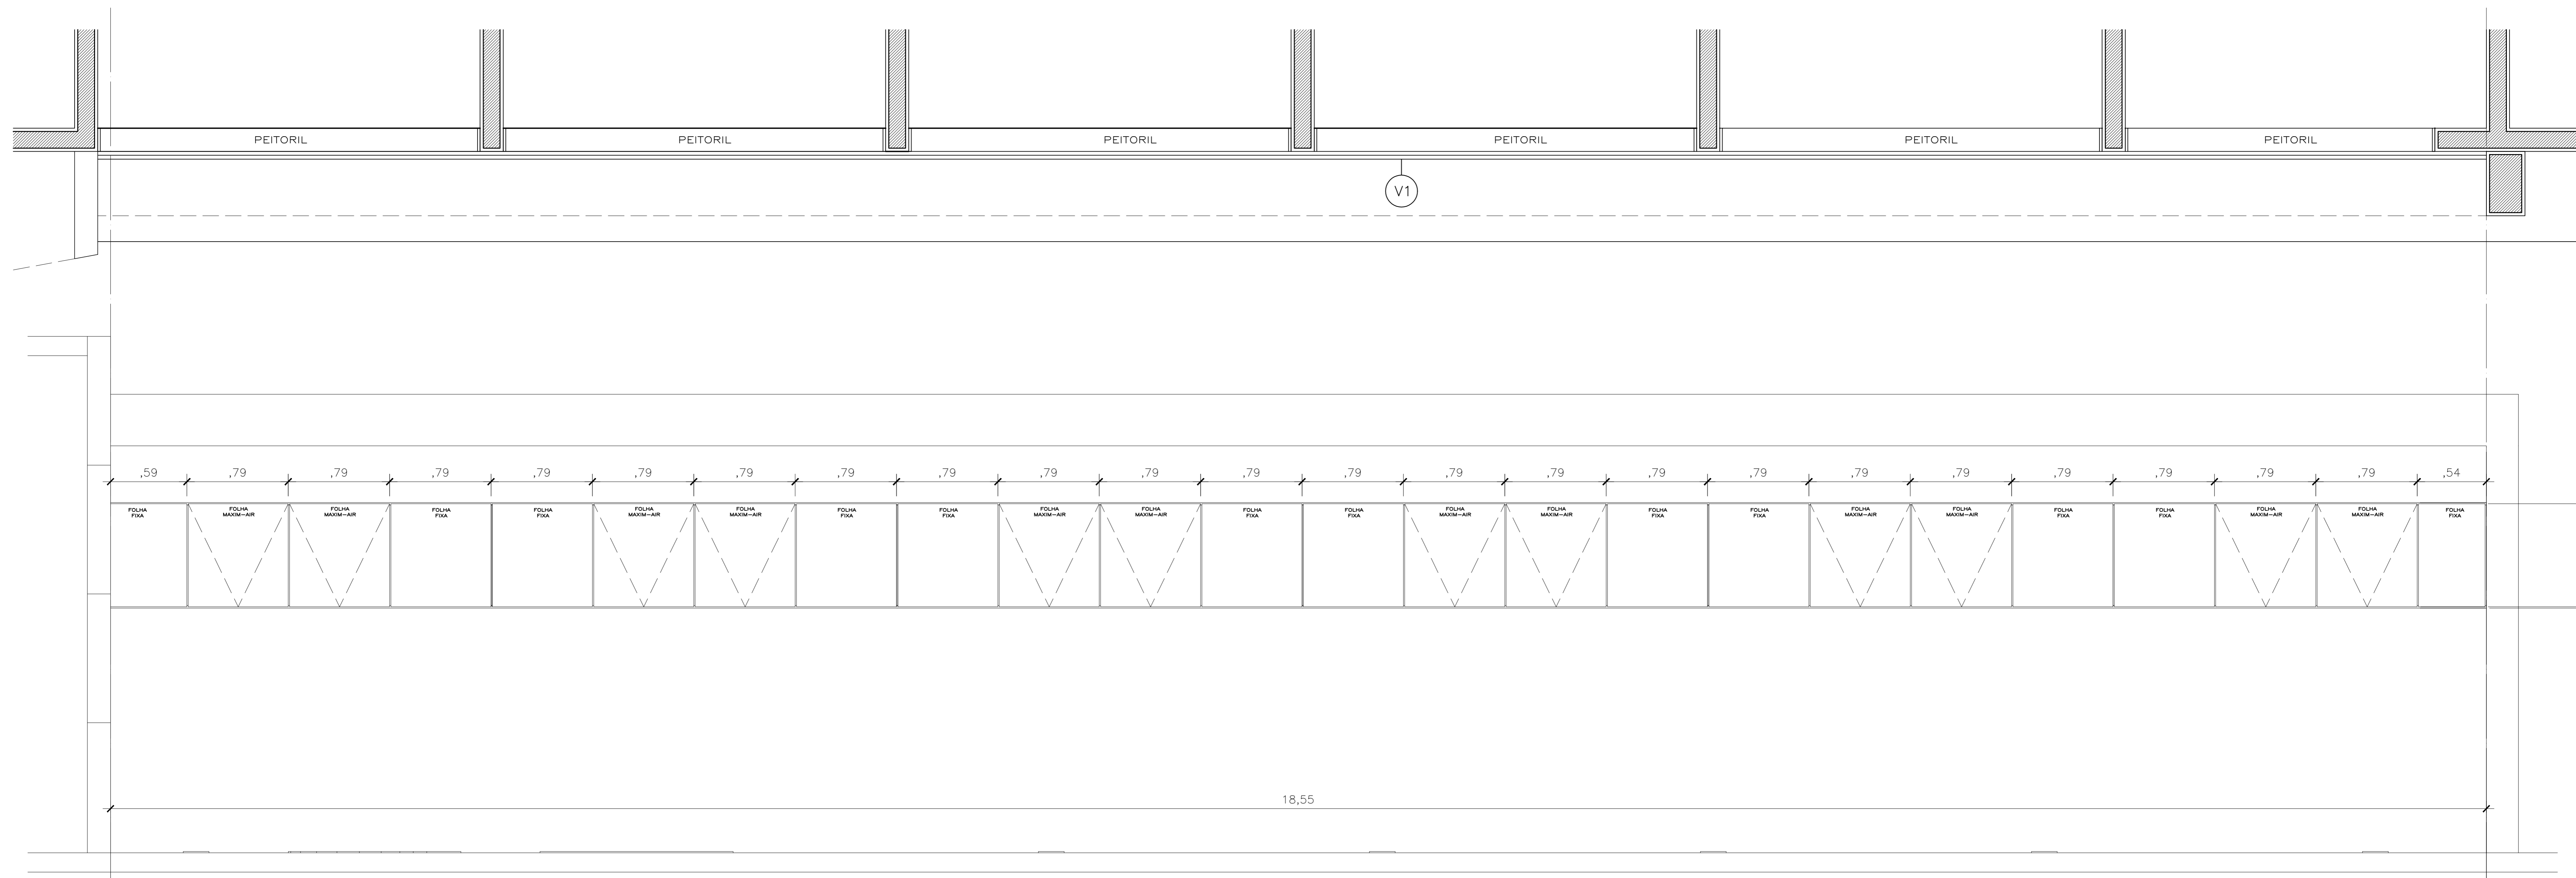 PEITORIL PEITORIL PEITORIL PEITORIL PEITORIL PEITORIL
V1
,59 ,79 ,79 ,79 ,79 ,79 ,79 ,79 ,79 ,79 ,79 ,79 ,79 ,79 ,79 ,79 ,79 ,79 ,79 ,79 ,79 ,79 ,79 ,54
FOLHA FOLHA FOLHA FOLHA FOLHA FOLHA FOLHA FOLHA FOLHA FOLHA FOLHA FOLHA FOLHA FOLHA FOLHA FOLHA FOLHA FOLHA FOLHA FOLHA FOLHA FOLHA FOLHA FOLHA
FIXA MAXIM-AIR MAXIM-AIR FIXA FIXA MAXIM-AIR MAXIM-AIR FIXA FIXA MAXIM-AIR MAXIM-AIR FIXA FIXA MAXIM-AIR MAXIM-AIR FIXA FIXA MAXIM-AIR MAXIM-AIR FIXA FIXA MAXIM-AIR MAXIM-AIR FIXA
18,55